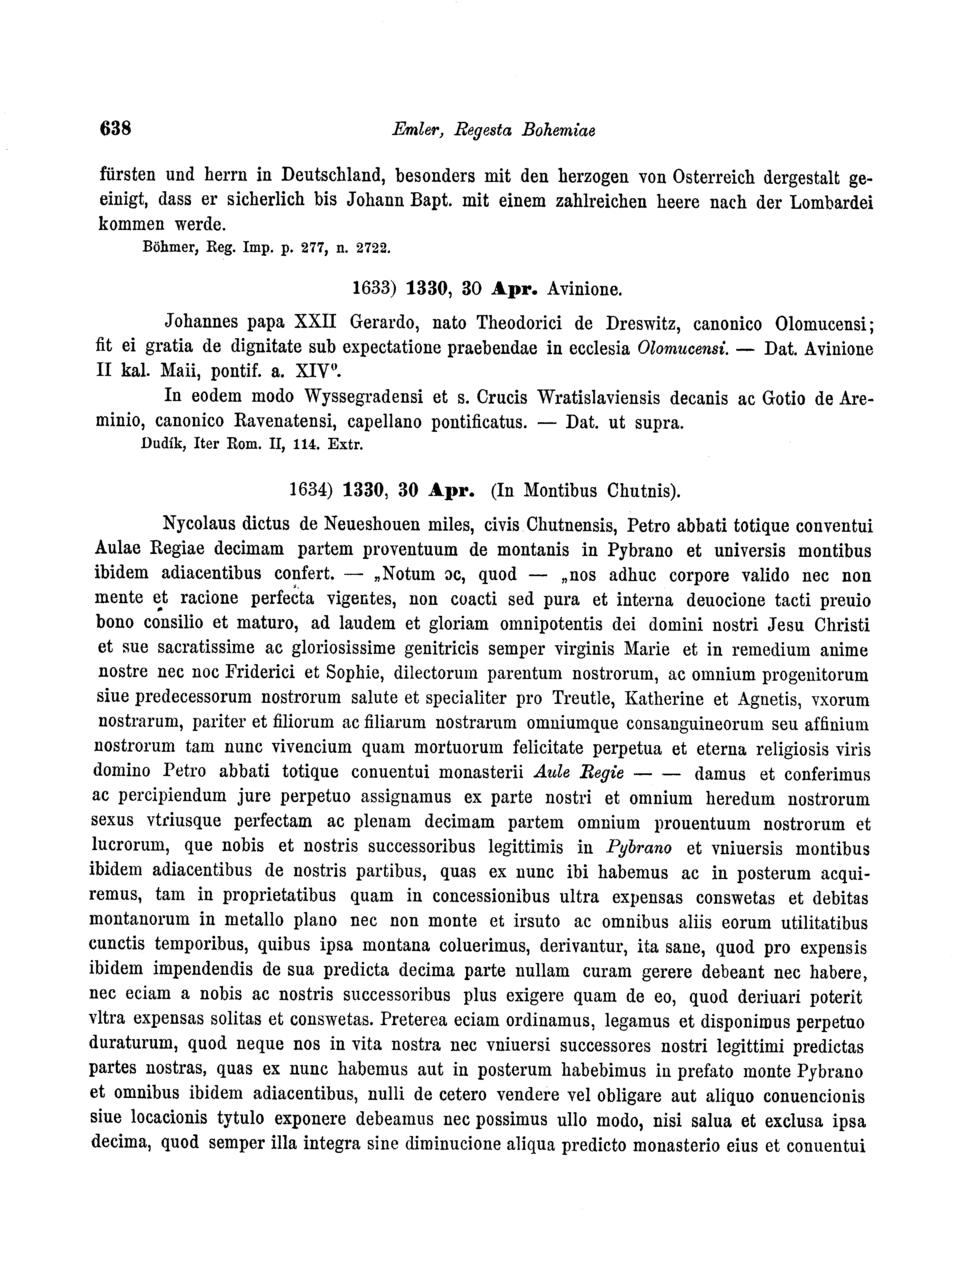 638 Emler, Regesta Bohemiae
fürsten und herrn in Deutschland, besonders mit den herzogen von Osterreich dergestalt ge-
einigt, dass er sicherlich bis Johann Bapt. mit einem zahlreichen heere nach der Lombardei
kommen werde.
Böhmer, Reg. Imp. p. 277, n. 2722.
1633) 1330, 30 Apr. Avinione.
Johannes papa XXII Gerardo, nato Theodorici de Dreswitz, canonico Olomucensi;
fit ei gratia de dignitate sub expectatione praebendae in ecclesia Olomucensi. — Dat. Avinione
II kal. Maii, pontif. a. XIV⁰.
In eodem modo Wyssegradensi et s. Crucis Wratislaviensis decanis ac Gotio de Are-
minio, canonico Ravenatensi, capellano pontificatus. — Dat. ut supra.
Dudík, Iter Rom. II, 114. Extr.
1634) 1330, 30 Apr. (In Montibus Chutnis).
Nycolaus dictus de Neueshouen miles, civis Chutnensis, Petro abbati totique conventui
Aulae Regiae decimam partem proventuum de montanis in Pybrano et universis montibus
ibidem adiacentibus confert. — „Notum ɔc, quod — „nos adhuc corpore valido nec non
mente et racione perfecta vigentes, non coacti sed pura et interna deuocione tacti preuio
bono consilio et maturo, ad laudem et gloriam omnipotentis dei domini nostri Jesu Christi
et sue sacratissime ac gloriosissime genitricis semper virginis Marie et in remedium anime
nostre nec noc Friderici et Sophie, dilectorum parentum nostrorum, ac omnium progenitorum
siue predecessorum nostrorum salute et specialiter pro Treutle, Katherine et Agnetis, vxorum
nostrarum, pariter et filiorum ac filiarum nostrarum omniumque consanguineorum seu affinium
nostrorum tam nunc vivencium quam mortuorum felicitate perpetua et eterna religiosis viris
domino Petro abbati totique conuentui monasterii Aule Regie — — damus et conferimus
ac percipiendum jure perpetuo assignamus ex parte nostri et omnium heredum nostrorum
sexus vtriusque perfectam ac plenam decimam partem omnium prouentuum nostrorum et
lucrorum, que nobis et nostris successoribus legittimis in Pybrano et vniuersis montibus
ibidem adiacentibus de nostris partibus, quas ex nunc ibi habemus ac in posterum acqui-
remus, tam in proprietatibus quam in concessionibus ultra expensas conswetas et debitas
montanorum in metallo plano nec non monte et irsuto ac omnibus aliis eorum utilitatibus
cunctis temporibus, quibus ipsa montana coluerimus, derivantur, ita sane, quod pro expensis
ibidem impendendis de sua predicta decima parte nullam curam gerere debeant nec habere,
nec eciam a nobis ac nostris successoribus plus exigere quam de eo, quod deriuari poterit
vltra expensas solitas et conswetas. Preterea eciam ordinamus, legamus et disponimus perpetuo
duraturum, quod neque nos in vita nostra nec vniuersi successores nostri legittimi predictas
partes nostras, quas ex nunc habemus aut in posterum habebimus in prefato monte Pybrano
et omnibus ibidem adiacentibus, nulli de cetero vendere vel obligare aut aliquo conuencionis
siue locacionis tytulo exponere debeamus nec possimus ullo modo, nisi salua et exclusa ipsa
decima, quod semper illa integra sine diminucione aliqua predicto monasterio eius et conuentui